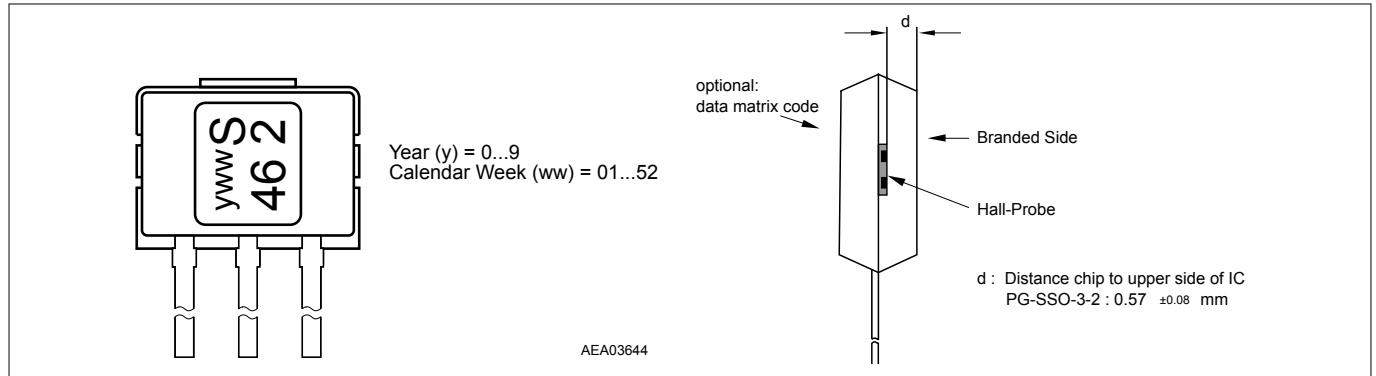 ywwS
46 2
Year (y) = 0...9
Calendar Week (ww) = 01...52
AEA03644
d
optional:
data matrix code
Branded Side
Hall-Probe
d : Distance chip to upper side of IC
PG-SSO-3-2 : 0.57 ±0.08 mm